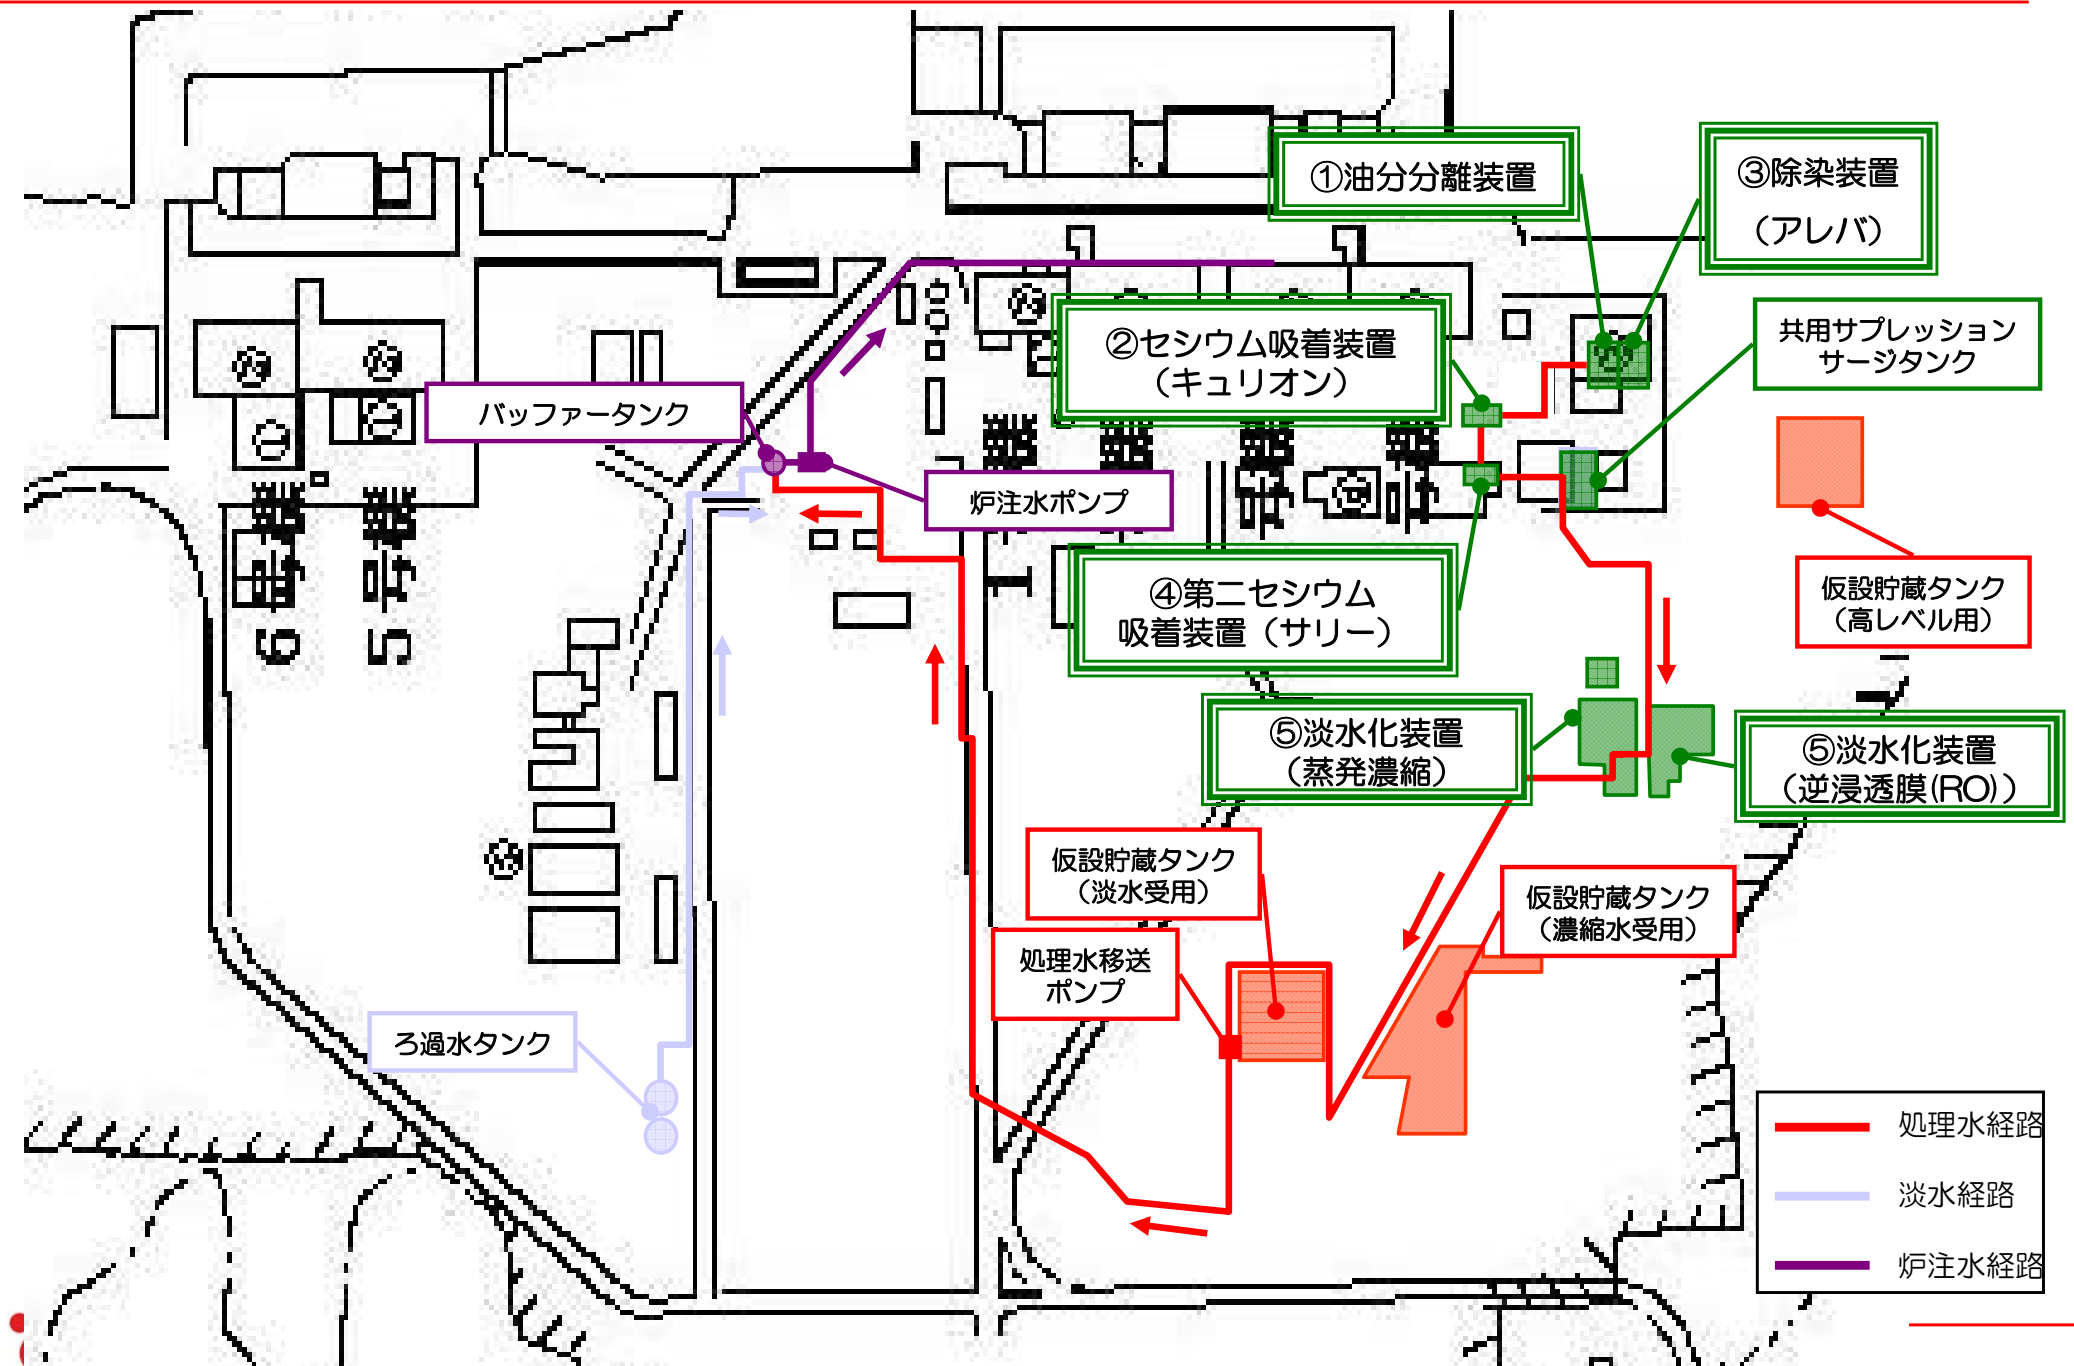 ①油分分離装置
③除染装置
（アレバ）
②セシウム吸着装置
（キュリオン）
共用サプレッション
サージタンク
バッファータンク
炉注水ポンプ
仮設貯蔵タンク
（高レベル用）
④第二セシウム
吸着装置（サリー）
6号機
5号機
⑤淡水化装置
（蒸発濃縮）
⑤淡水化装置
（逆浸透膜(RO)）
仮設貯蔵タンク
（淡水受用）
仮設貯蔵タンク
（濃縮水受用）
処理水移送
ポンプ
ろ過水タンク
処理水経路
淡水経路
炉注水経路